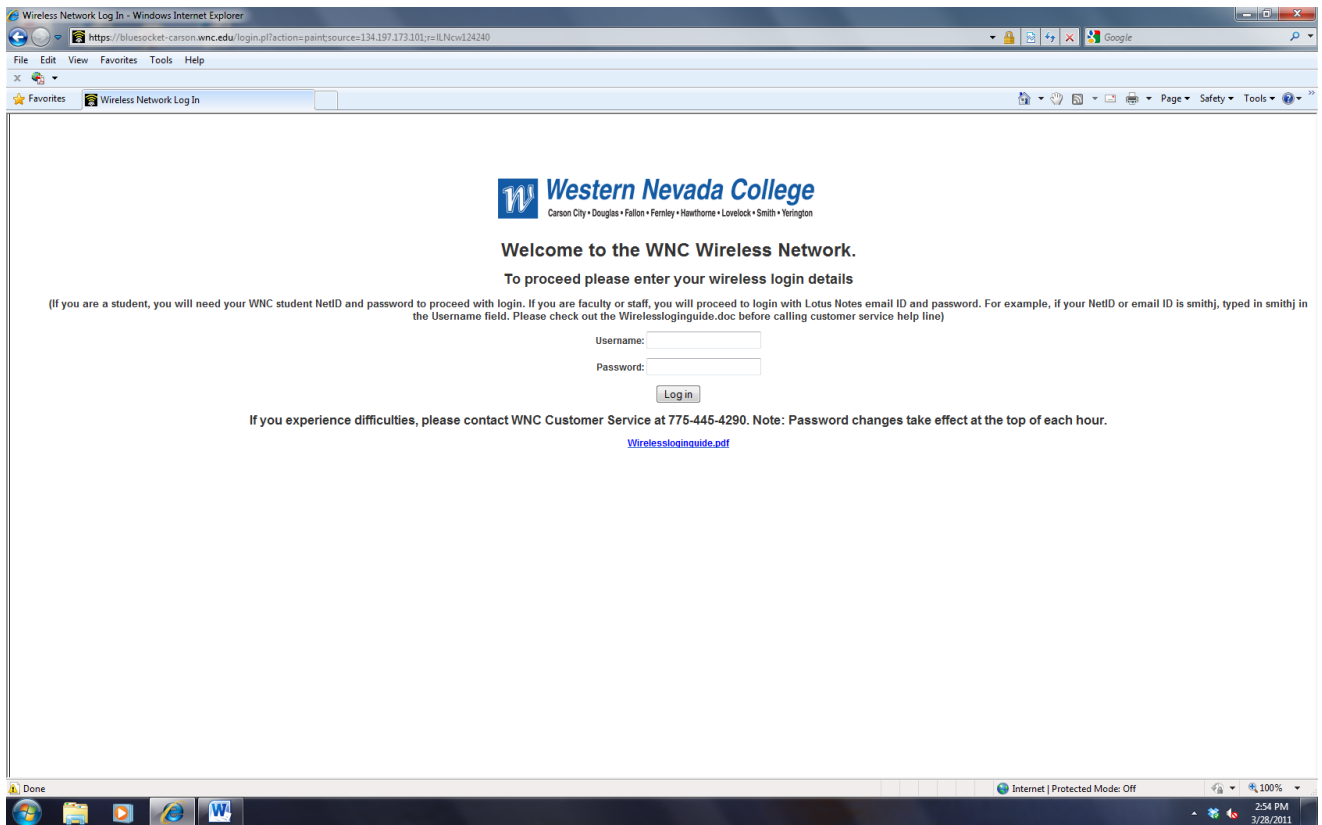 Wireless Network Log In - Windows Internet Explorer
https://bluesocket-carson.wnc.edu/login.pl?action=paint;source=134.197.173.101;r=ILNcw124240
Google
File Edit View Favorites Tools Help
x
Favorites Wireless Network Log In Page Safety Tools
W Western Nevada College
Carson City • Douglas • Fallon • Fernley • Hawthorne • Lovelock • Smith • Yerington
Welcome to the WNC Wireless Network.
To proceed please enter your wireless login details
(If you are a student, you will need your WNC student NetID and password to proceed with login. If you are faculty or staff, you will proceed to login with Lotus Notes email ID and password. For example, if your NetID or email ID is smithj, typed in smithj in
the Username field. Please check out the Wirelessloginguide.doc before calling customer service help line)
Username:
Password:
Log in
If you experience difficulties, please contact WNC Customer Service at 775-445-4290. Note: Password changes take effect at the top of each hour.
Wirelessloginguide.pdf
Done Internet | Protected Mode: Off 100%
W
2:54 PM
3/28/2011